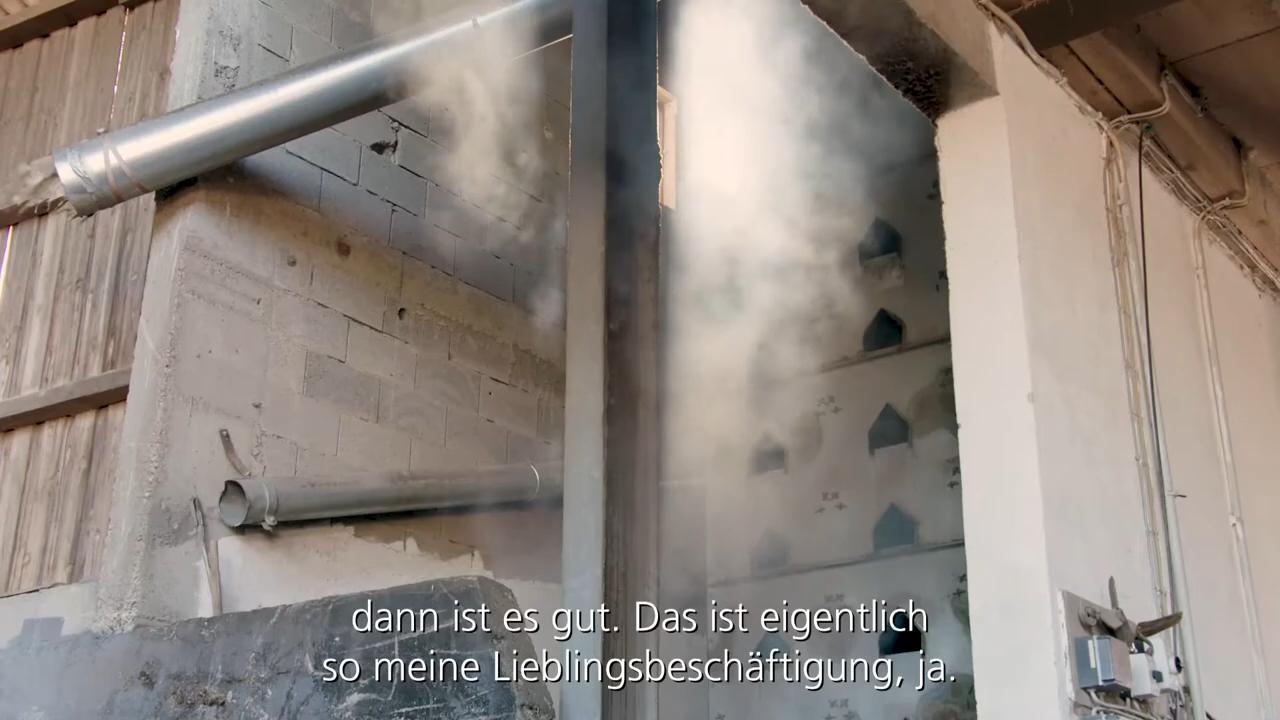 dann ist es gut. Das ist eigentlich
so meine Lieblingsbeschäftigung, ja.